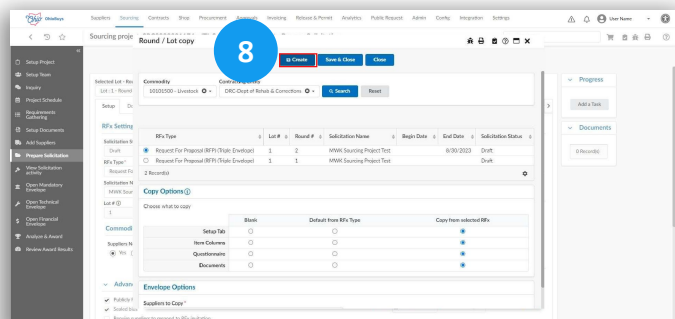 OhioBuys
Suppliers Sourcing Contracts Shop Procurement Approvals Invoicing Release & Permit Analytics Public Request Admin Config Integration Settings
User Name
Sourcing proje
Round / Lot copy
8
Create Save & Close Close
Setup Project
Setup Team
Inquiry
Project Schedule
Requirements Gathering
Setup Documents
Add Suppliers
Prepare Solicitation
View Solicitation activity
Open Mandatory Envelope
Open Technical Envelope
Open Financial Envelope
Analyze & Award
Review Award Results
Selected Lot - Ro
Lot : 1 - Round
Setup
RFx Setting
Solicitation S
Draft
RFx Type*
Request Fo
Solicitation N
MWK Sour
Lot #
1
Commodi
Suppliers N
Yes
Advan
Publicly
Sealed
Commodity
10101500 - Livestock
DRC-Dept of Rehab & Corrections
Search Reset
RFx Type Lot # Round # Solicitation Name Begin Date End Date Solicitation Status
Request For Proposal (RFP) (Triple Envelope) 1 2 MWK Sourcing Project Test 6/30/2023 Draft
Request For Proposal (RFP) (Triple Envelope) 1 1 MWK Sourcing Project Test Draft
2 Record(s)
Copy Options
Choose what to copy
Blank Default from RFx Type Copy from selected RFx
Setup Tab
Item Columns
Questionnaire
Documents
Envelope Options
Suppliers to Copy*
Progress
Add a Task
Documents
0 Record(s)